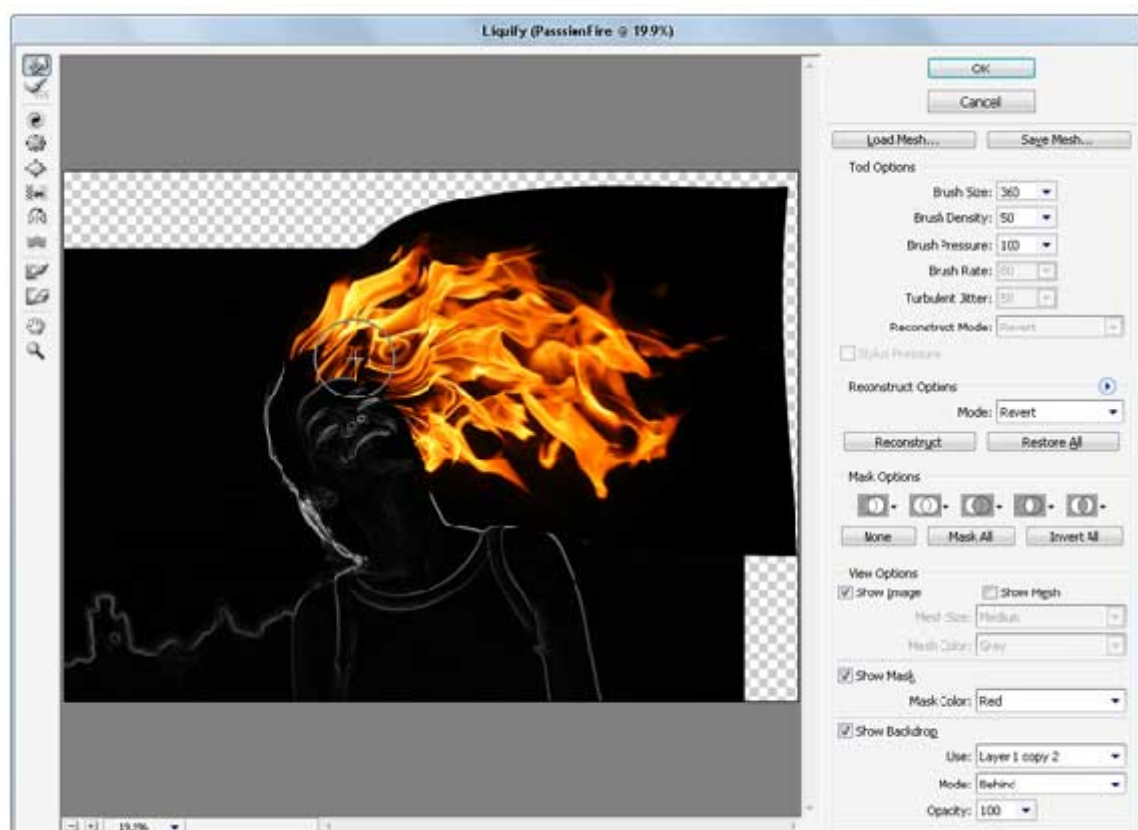 Liquify (PasssionFire @ 19.9%)
OK
Cancel
Load Mesh...
Save Mesh...
Tool Options
Brush Size: 360
Brush Density: 50
Brush Pressure: 100
Brush Rate: 80
Turbulent Jitter: 50
Reconstruct Mode: Revert
Stylus Pressure
Reconstruct Options
Mode: Revert
Reconstruct
Restore All
Mask Options
None
Mask All
Invert All
View Options
Show Image
Show Mesh
Mesh Size: Medium
Mesh Color: Gray
Show Mask
Mask Color: Red
Show Backdrop
Use: Layer 1 copy 2
Mode: Behind
Opacity: 100
19.9%